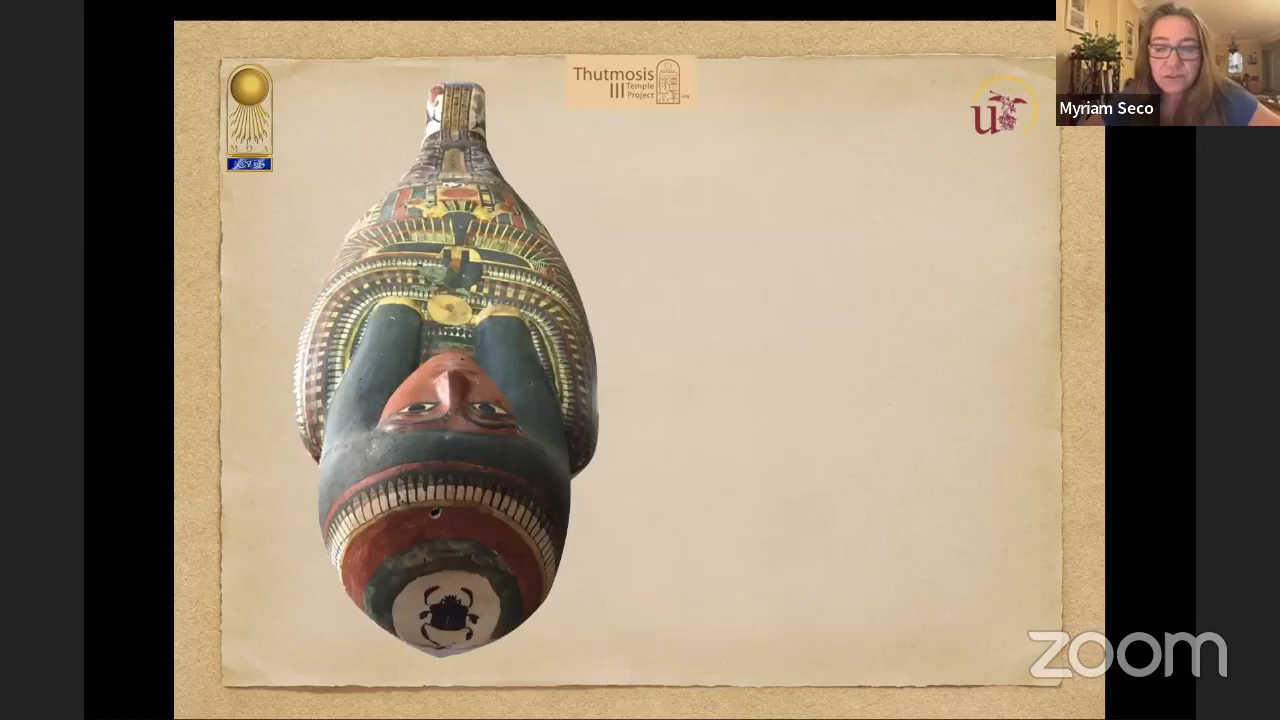 Thutmosis
III Temple
Project
M O A
Myriam Seco
zoom